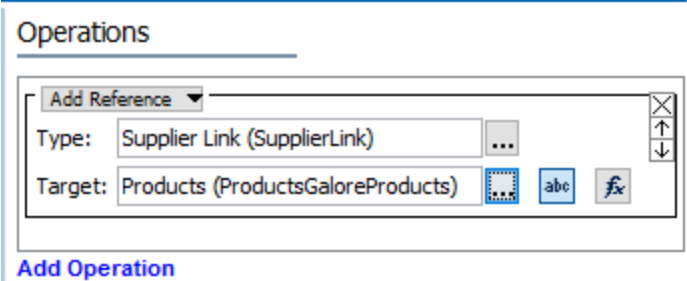 Operations
Add Reference
Type: Supplier Link (SupplierLink) ...
Target: Products (ProductsGaloreProducts) ... abc fx
Add Operation